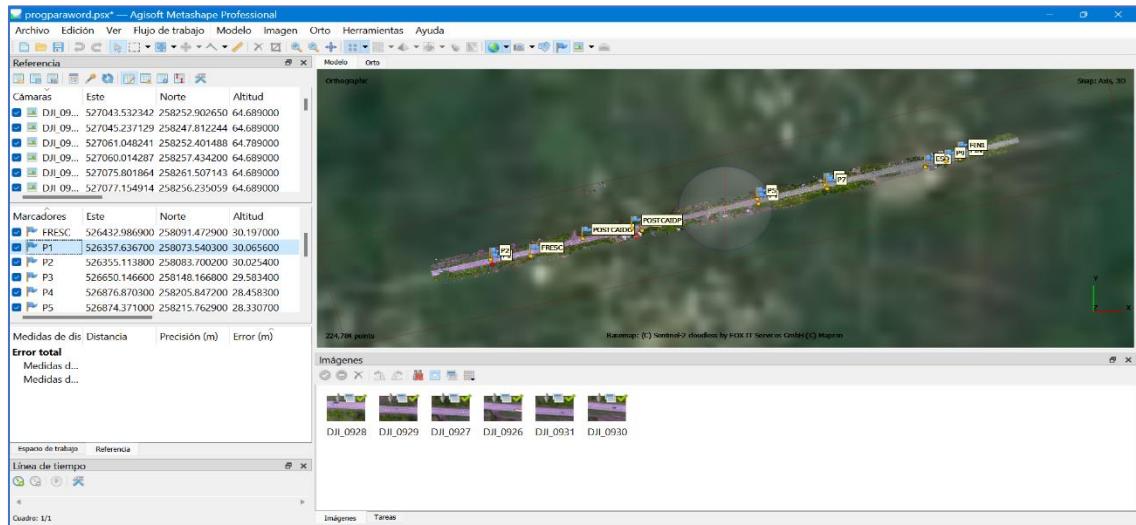 progparaword.psx* — Agisoft Metashape Professional
Archivo Edición Ver Flujo de trabajo Modelo Imagen Orto Herramientas Ayuda
Referencia
Cámaras Este Norte Altitud
DJI_09... 527043.532342 258252.902650 64.689000
DJI_09... 527045.237129 258247.812244 64.689000
DJI_09... 527061.048241 258252.401488 64.789000
DJI_09... 527060.014287 258257.434200 64.689000
DJI_09... 527075.801864 258261.507143 64.689000
DJI_09... 527077.154914 258256.235059 64.689000
Marcadores Este Norte Altitud
FRESC 526432.986900 258091.472900 30.197000
P1 526357.636700 258073.540300 30.065600
P2 526355.113800 258083.700200 30.025400
P3 526650.146600 258148.166800 29.583400
P4 526876.870300 258205.847200 28.458300
P5 526874.371000 258215.762900 28.330700
Medidas de dis Distancia Precisión (m) Error (m)
Error total
Medidas d...
Medidas d...
Espacio de trabajo Referencia
Línea de tiempo
Cuadro: 1/1
Modelo Orto
Orthographic
Snap: Axis, 3D
FEN1
P9
P7
P5
POSTCAIDP
POSTCAIDG
FRESC
P2
Y
X
224,784 points
Basemap: (C) Sentinel-2 cloudless by EOX IT Services GmbH (C) Maprun
Imágenes
DJI_0928 DJI_0929 DJI_0927 DJI_0926 DJI_0931 DJI_0930
Imágenes Tareas